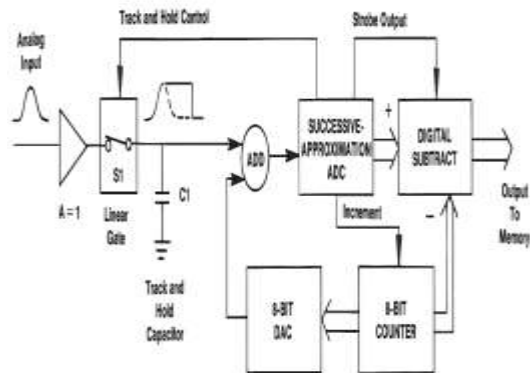 Track and Hold Control
Strobe Output
Analog
Input
S1
A = 1
Linear
Gate
C1
Track and
Hold
Capacitor
ADD
SUCCESSIVE-
APPROXIMATION
ADC
+
DIGITAL
SUBTRACT
−
Output
To
Memory
Increment
8-BIT
DAC
8-BIT
COUNTER